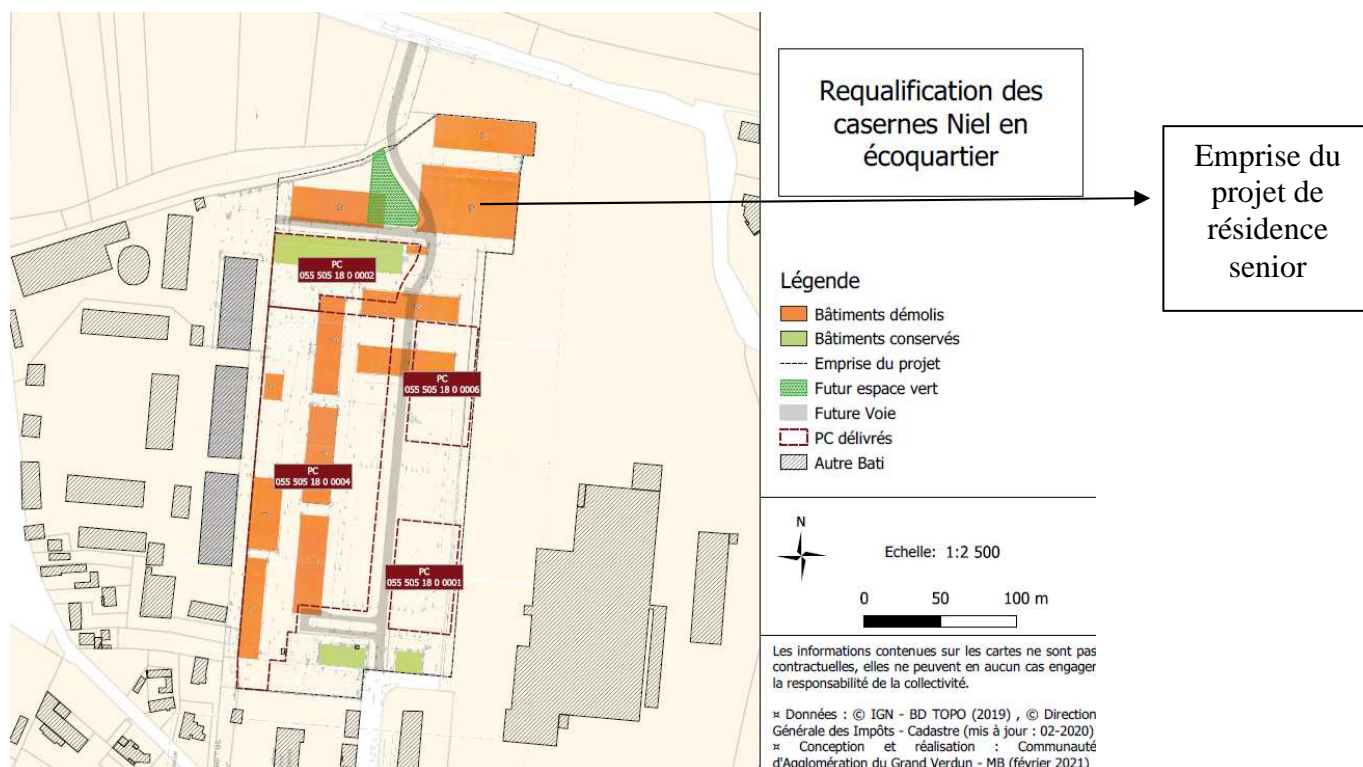 Requalification des
casernes Niel en
écoquartier
Emprise du
projet de
résidence
senior
PC
055 505 18 0 0002
PC
055 505 18 0 0006
PC
055 505 18 0 0004
PC
055 505 18 0 0001
Légende
Bâtiments démolis
Bâtiments conservés
Emprise du projet
Futur espace vert
Future Voie
PC délivrés
Autre Bati
N
Echelle: 1:2 500
0 50 100 m
Les informations contenues sur les cartes ne sont pas
contractuelles, elles ne peuvent en aucun cas engager
la responsabilité de la collectivité.
¤ Données : © IGN - BD TOPO (2019) , © Direction
Générale des Impôts - Cadastre (mis à jour : 02-2020)
¤ Conception et réalisation : Communauté
d'Agglomération du Grand Verdun - MB (février 2021)